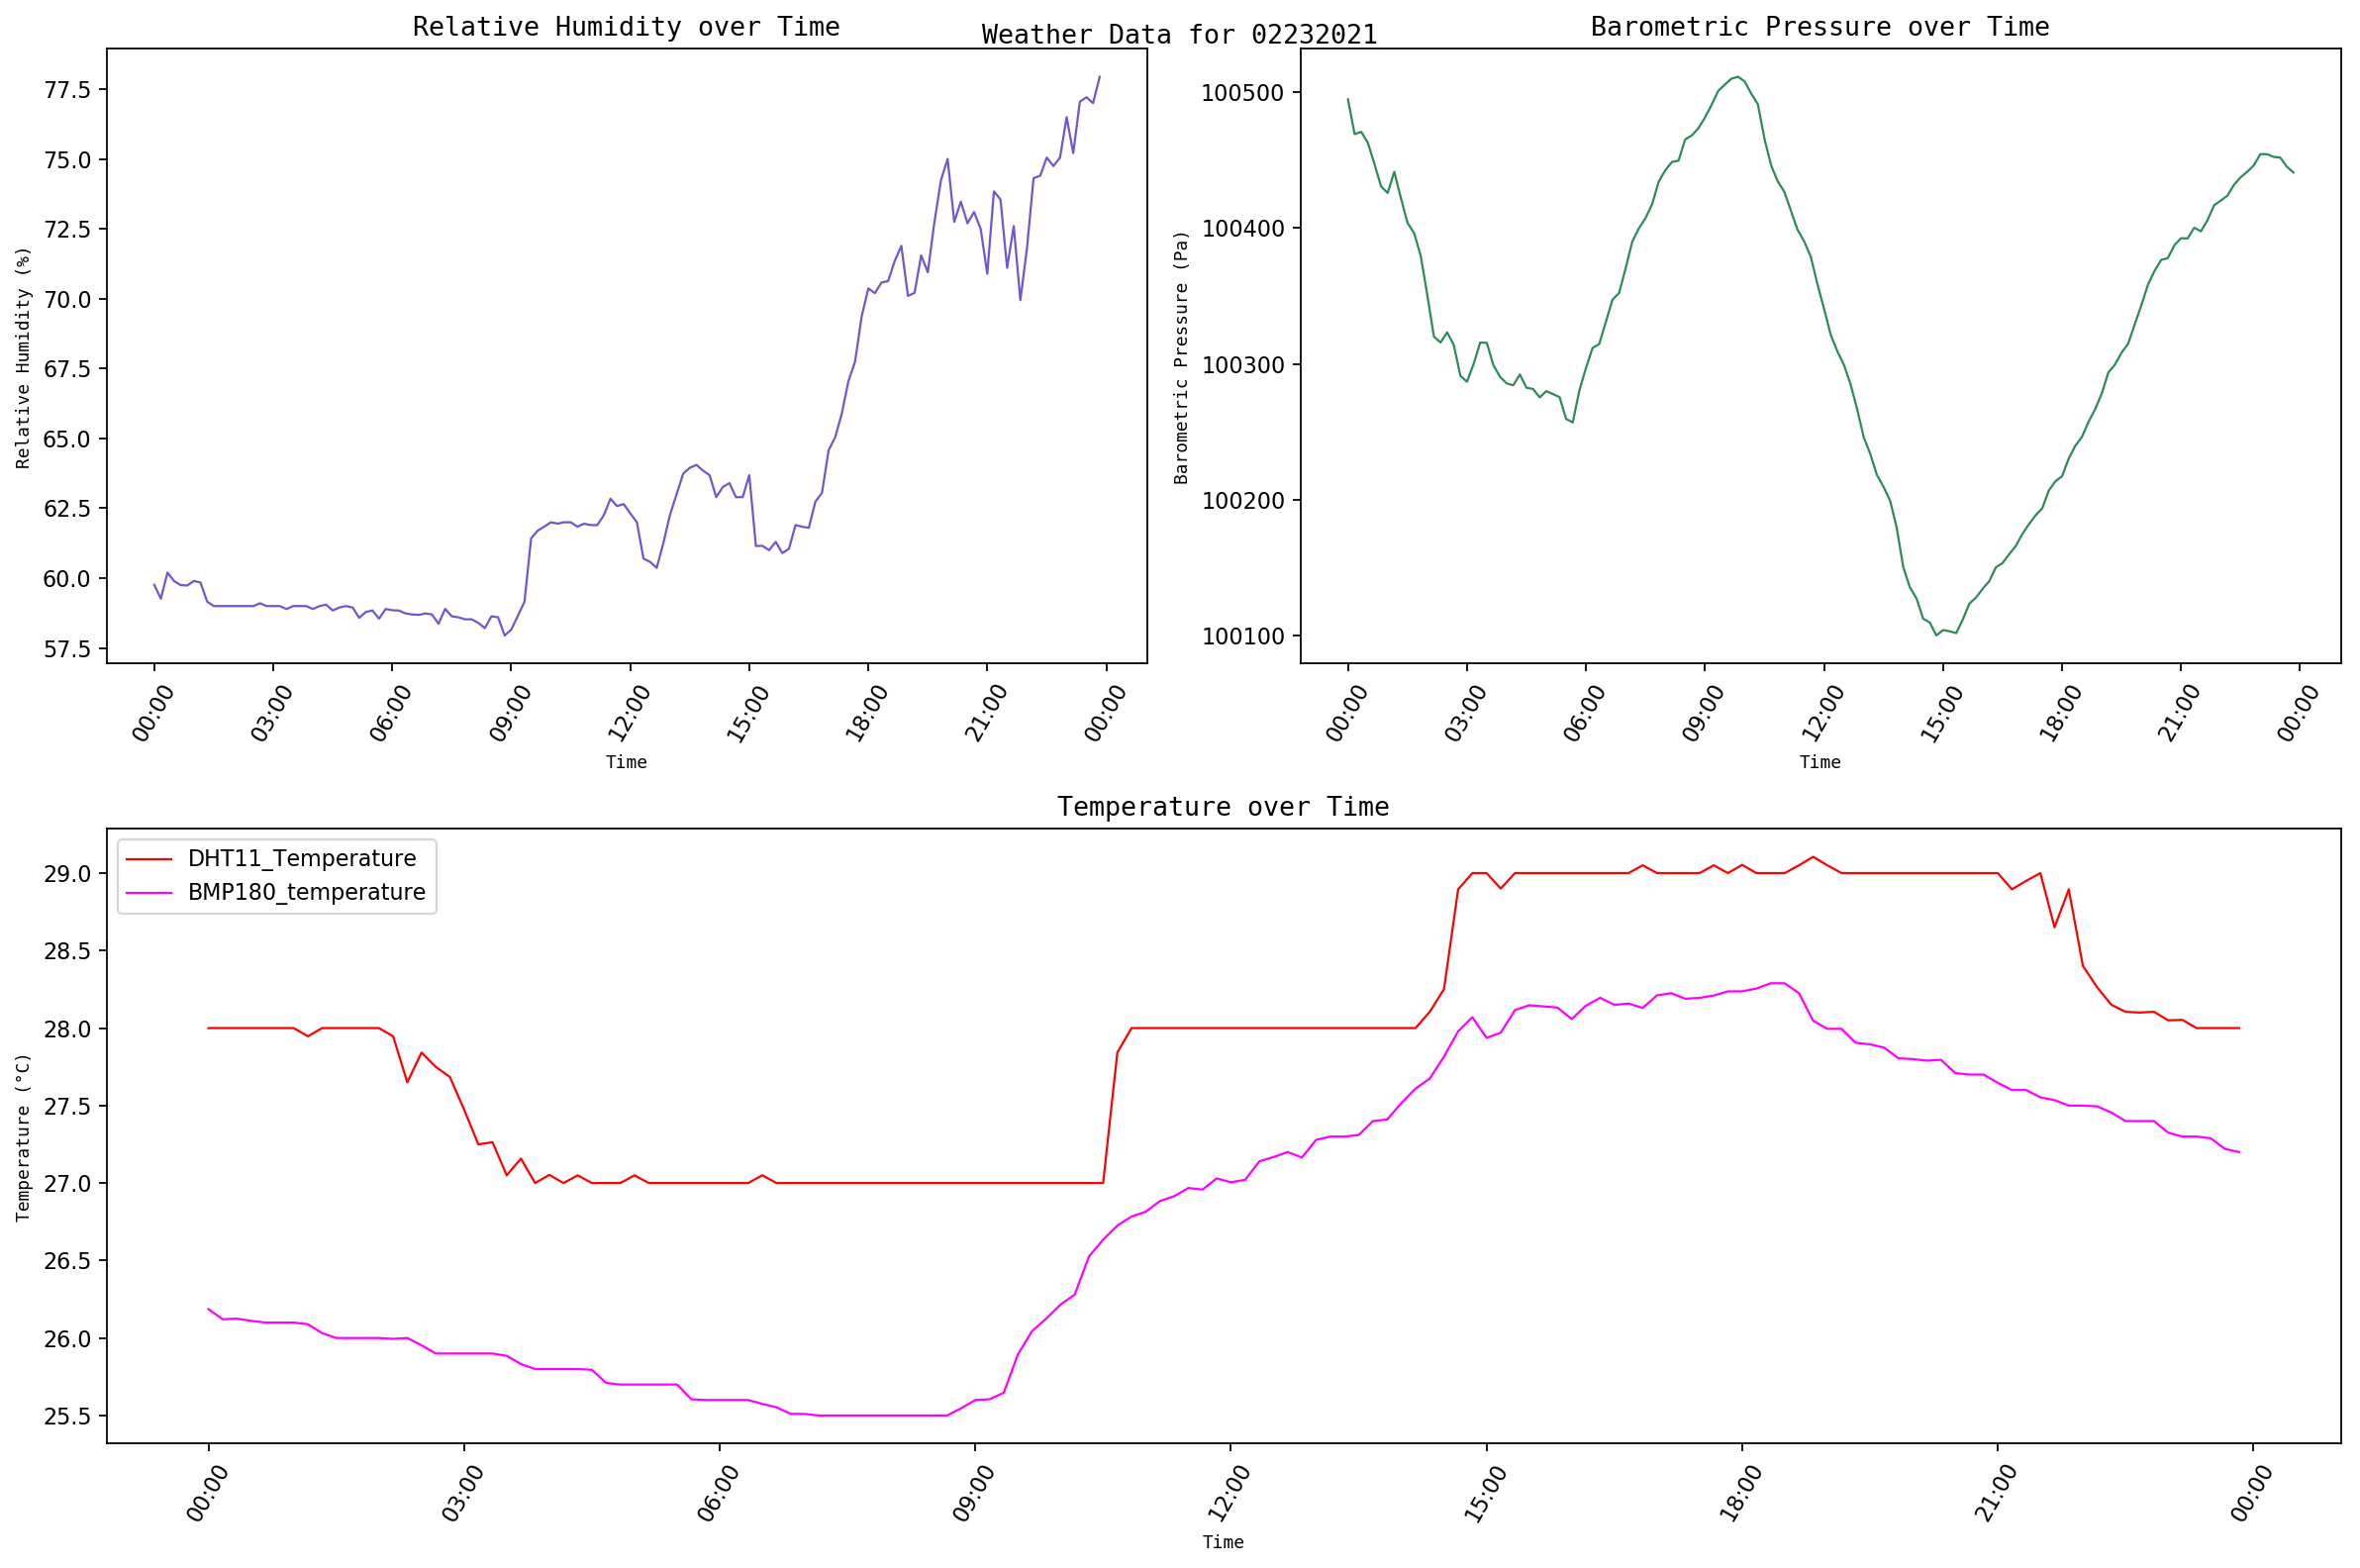 Weather Data for 02232021
Relative Humidity over Time
Relative Humidity (%)
77.5
75.0
72.5
70.0
67.5
65.0
62.5
60.0
57.5
00:00 03:00 06:00 09:00 12:00 15:00 18:00 21:00 00:00
Time
Barometric Pressure over Time
Barometric Pressure (Pa)
100500
100400
100300
100200
100100
00:00 03:00 06:00 09:00 12:00 15:00 18:00 21:00 00:00
Time
Temperature over Time
DHT11_Temperature
BMP180_temperature
Temperature (°C)
29.0
28.5
28.0
27.5
27.0
26.5
26.0
25.5
00:00 03:00 06:00 09:00 12:00 15:00 18:00 21:00 00:00
Time